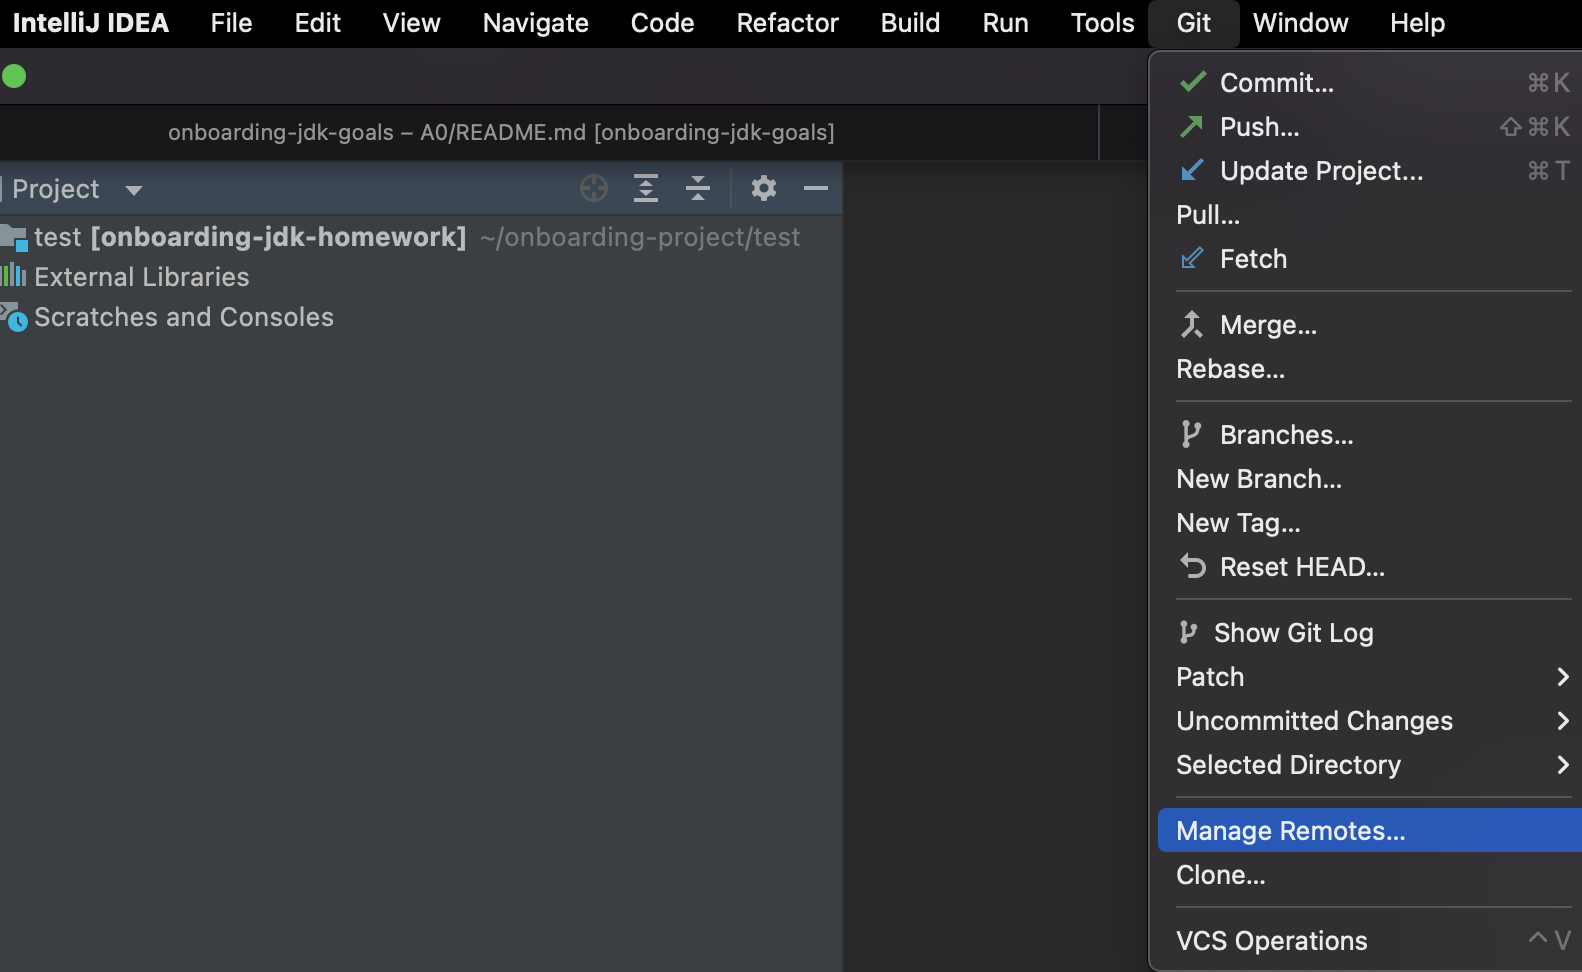 IntelliJ IDEA File Edit View Navigate Code Refactor Build Run Tools Git Window Help
onboarding-jdk-goals – A0/README.md [onboarding-jdk-goals]
Project
test [onboarding-jdk-homework] ~/onboarding-project/test
External Libraries
Scratches and Consoles
Commit... ⌘K
Push... ⇧⌘K
Update Project... ⌘T
Pull...
Fetch
Merge...
Rebase...
Branches...
New Branch...
New Tag...
Reset HEAD...
Show Git Log
Patch
Uncommitted Changes
Selected Directory
Manage Remotes...
Clone...
VCS Operations ^V